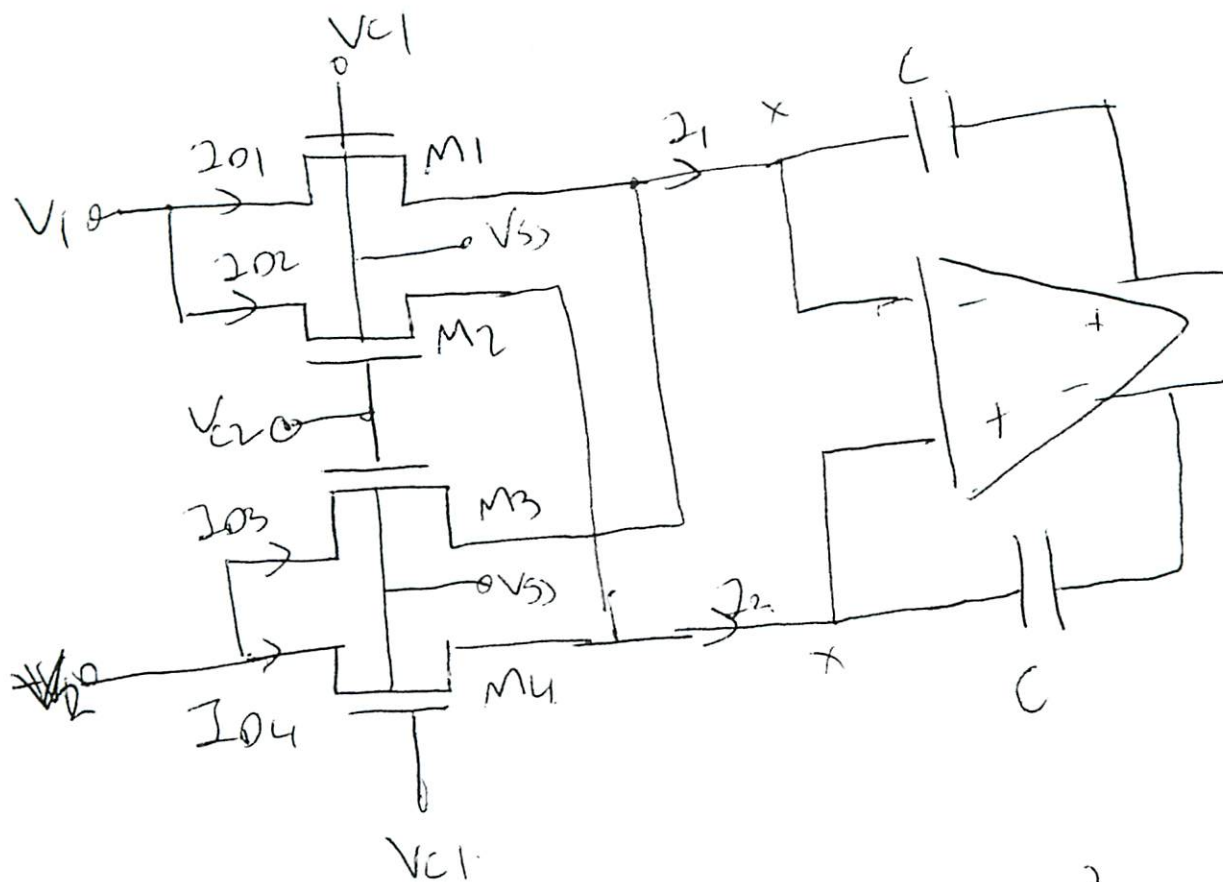 VC1
C
ID1
M1
I1
x
V1
VSS
ID2
-
M2
+
VC2
-
+
M3
ID3
VSS
I2
x
M4
C
ID4
VC1